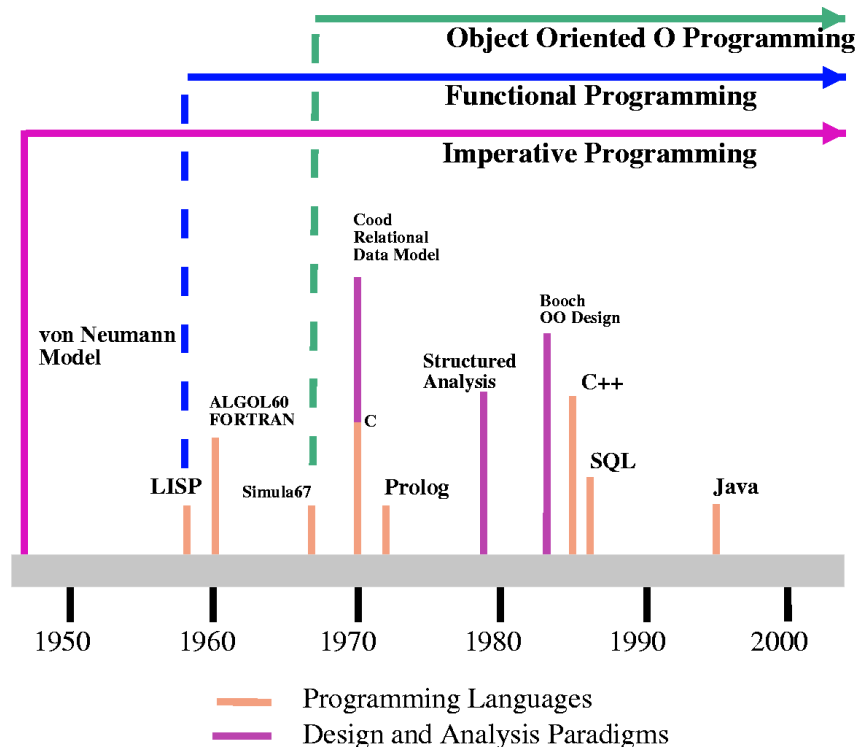 Object Oriented O Programming
Functional Programming
Imperative Programming
Cood
Relational
Data Model
von Neumann
Model
Booch
OO Design
Structured
Analysis
C++
ALGOL60
FORTRAN
C
SQL
LISP
Simula67
Prolog
Java
1950
1960
1970
1980
1990
2000
Programming Languages
Design and Analysis Paradigms